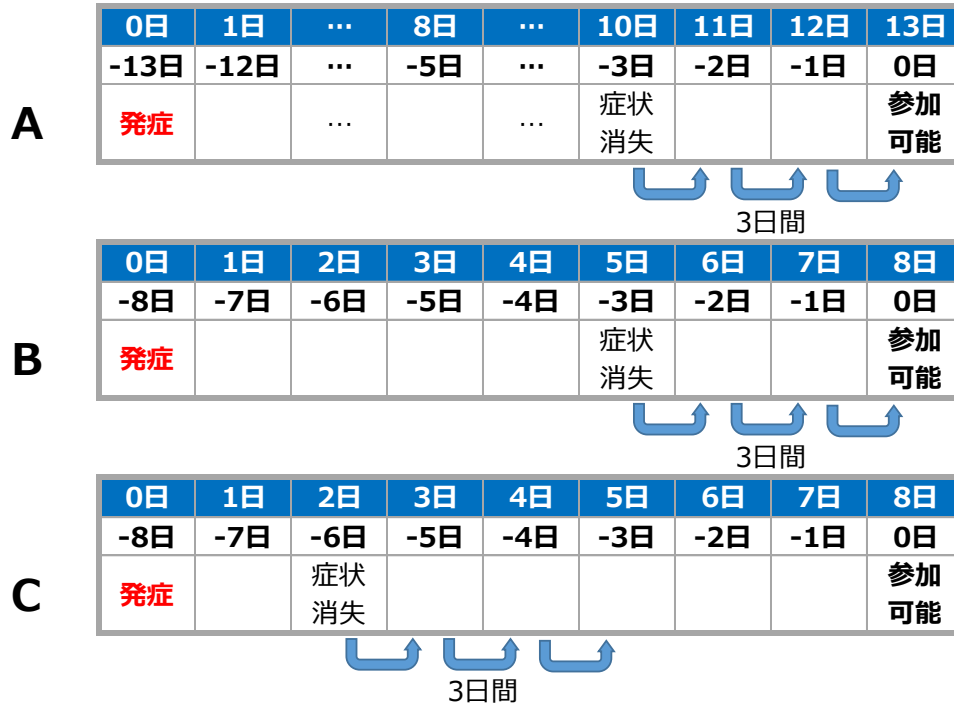 0日 1日 … 8日 … 10日 11日 12日 13日
-13日 -12日 … -5日 … -3日 -2日 -1日 0日
A 発症 … … 症状 消失 参加 可能
3日間
0日 1日 2日 3日 4日 5日 6日 7日 8日
-8日 -7日 -6日 -5日 -4日 -3日 -2日 -1日 0日
B 発症 症状 消失 参加 可能
3日間
0日 1日 2日 3日 4日 5日 6日 7日 8日
-8日 -7日 -6日 -5日 -4日 -3日 -2日 -1日 0日
C 発症 症状 消失 参加 可能
3日間